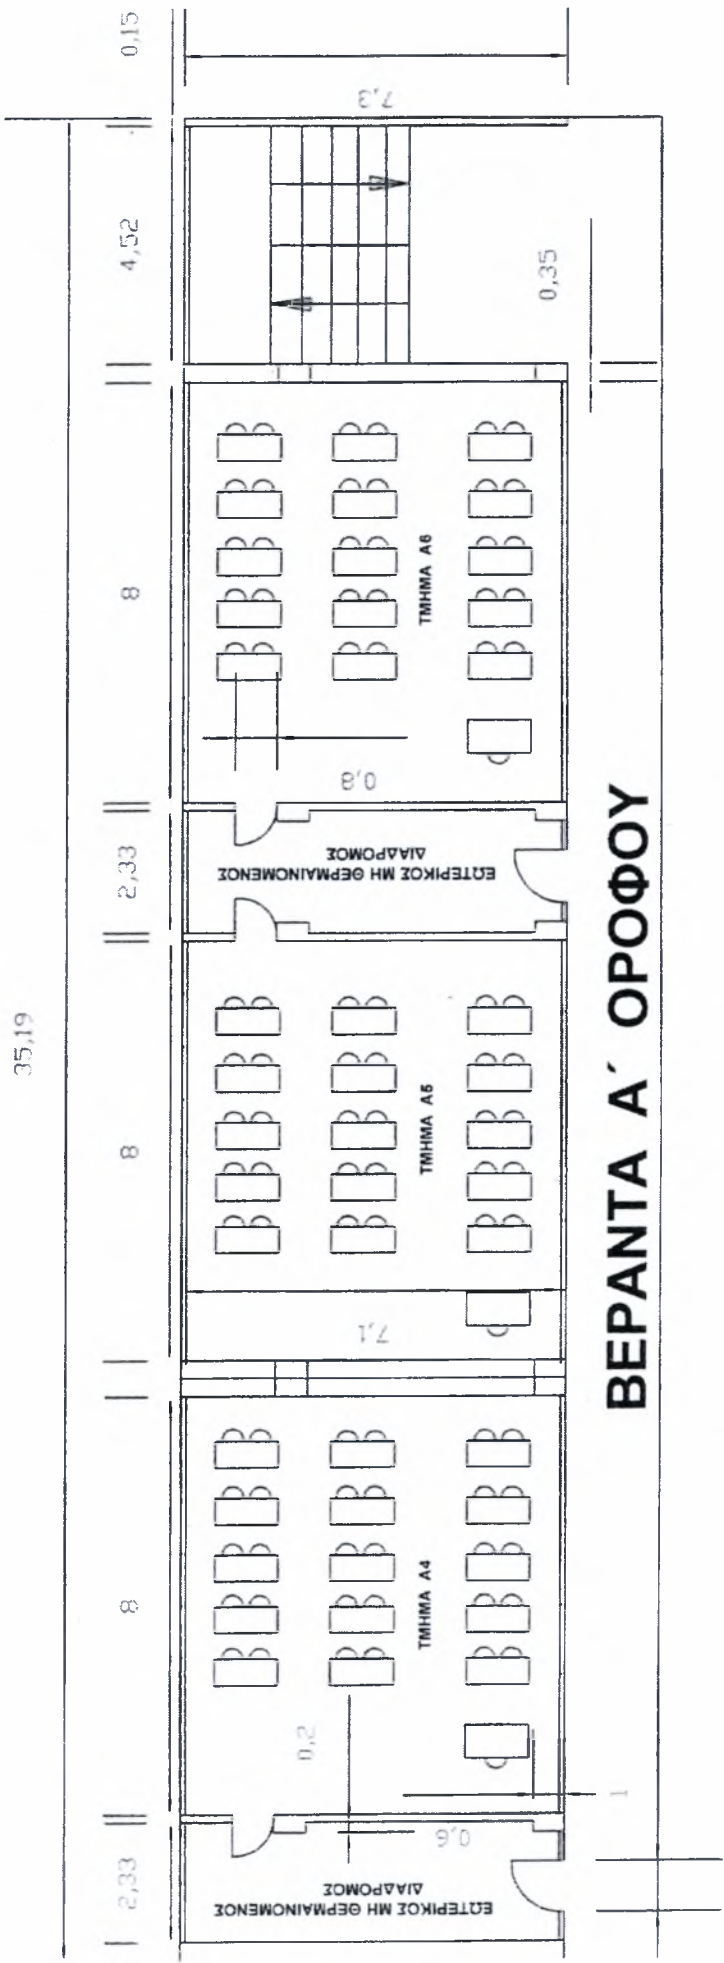 0,15
7,3
4,52
0,35
8
ΤΜΗΜΑ Α6
0,8
2,33
ΕΩΤΕΡΙΚΟΣ ΜΗ ΘΕΡΜΑΙΝΟΜΕΝΟΣ
ΔΙΑΔΡΟΜΟΣ
35,19
8
ΤΜΗΜΑ Α5
7,1
ΒΕΡΑΝΤΑ Α΄ ΟΡΟΦΟΥ
8
ΤΜΗΜΑ Α4
0,2
1
0,6
2,33
ΕΩΤΕΡΙΚΟΣ ΜΗ ΘΕΡΜΑΙΝΟΜΕΝΟΣ
ΔΙΑΔΡΟΜΟΣ